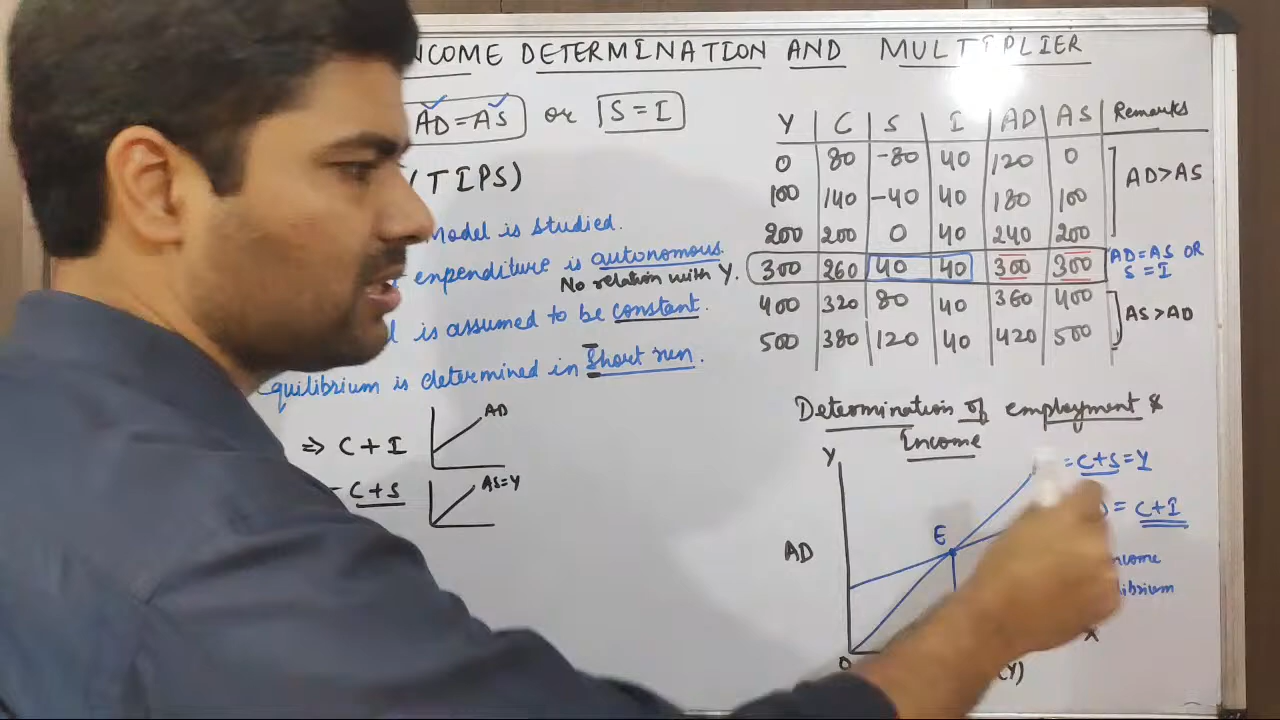 NCOME DETERMINATION AND MULTIPLIER
AD=AS or S=I
(TIPS)
model is studied.
expenditure is autonomous.
No relation with Y.
is assumed to be constant.
quilibrium is determined in short run.
⇒ C+I
AD
= C+S
AS=Y
Y C S I AD AS Remarks
0 80 -80 40 120 0
100 140 -40 40 180 100
AD>AS
200 200 0 40 240 200
300 260 40 40 300 300
AD=AS OR
S=I
400 320 80 40 360 400
AS>AD
500 380 120 40 420 500
Determination of employment &
Income
Y
=C+S=Y
= C+I
AD
E
ncome
librium
O
X
(Y)